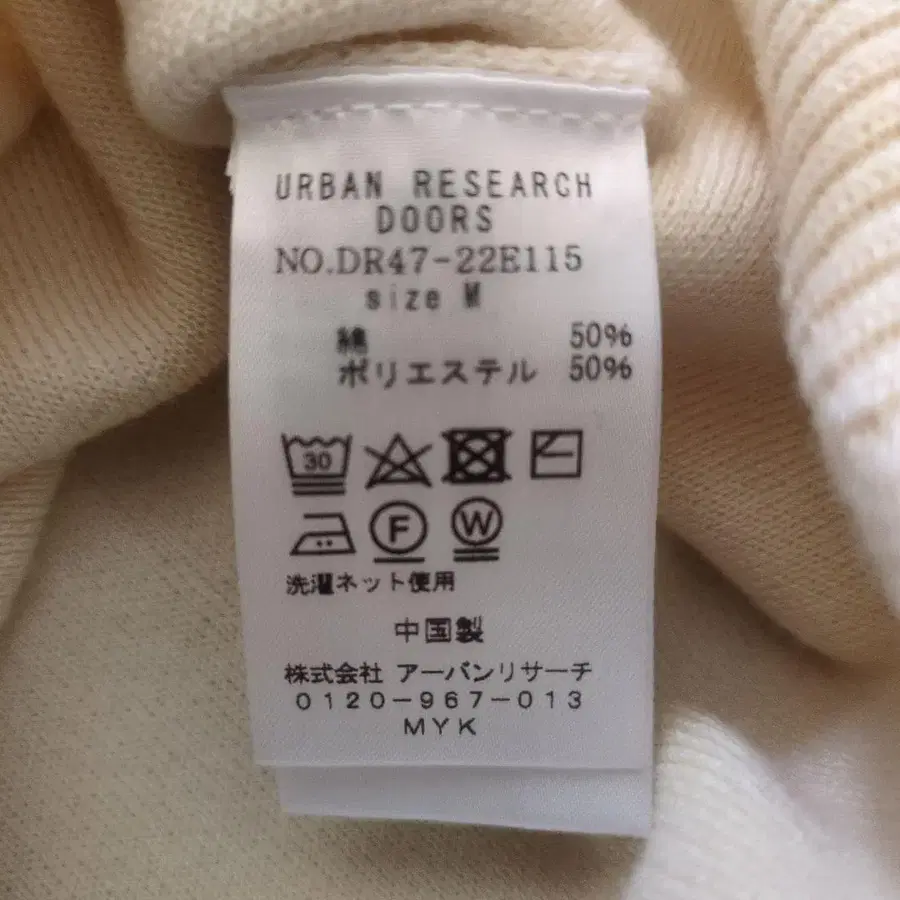 URBAN RESEARCH
DOORS
NO.DR47-22E115
size M
綿 50%
ポリエステル 50%
30
F W
洗濯ネット使用
中国製
株式会社 アーバンリサーチ
0120-967-013
MYK